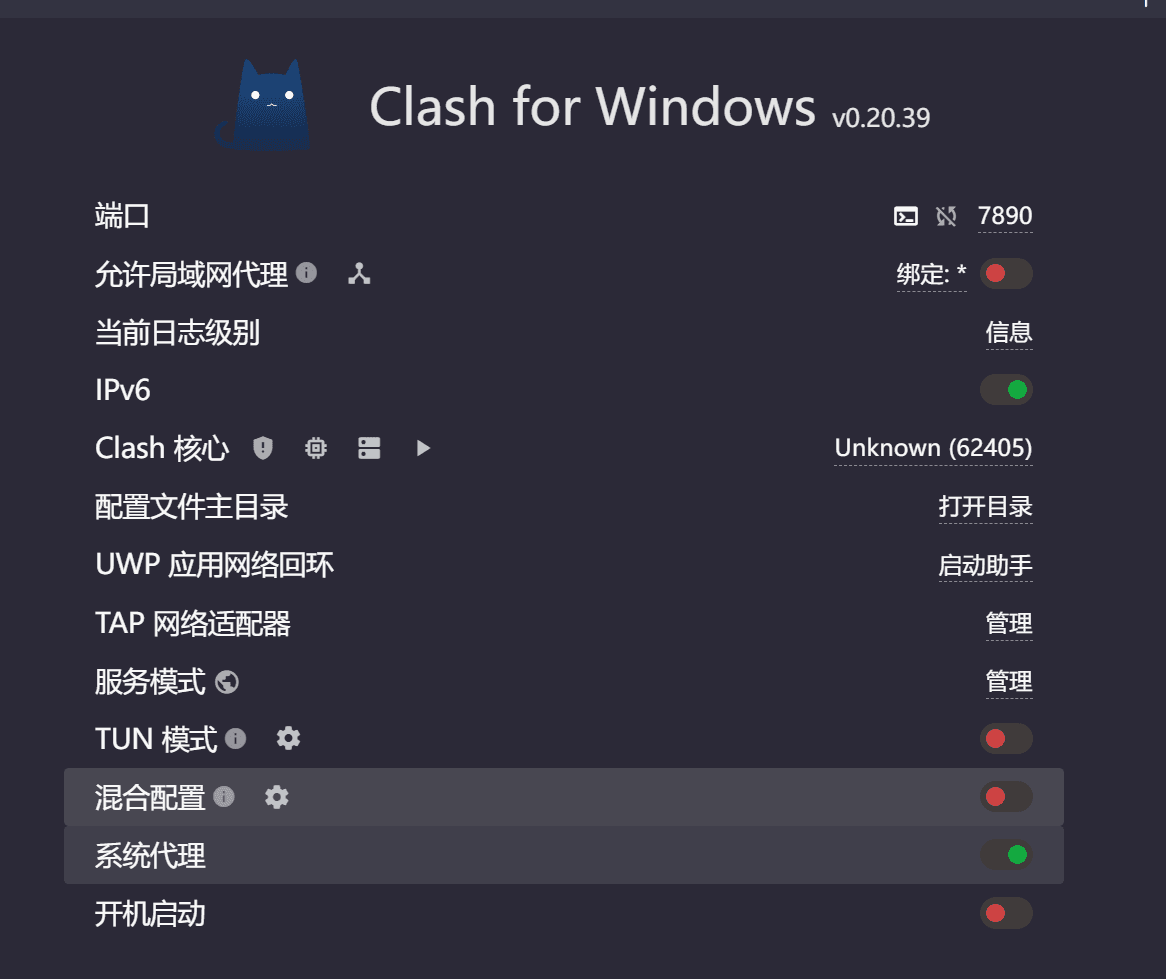 Clash for Windows v0.20.39
端口 7890
允许局域网代理 绑定: *
当前日志级别 信息
IPv6
Clash 核心 Unknown (62405)
配置文件主目录 打开目录
UWP 应用网络回环 启动助手
TAP 网络适配器 管理
服务模式 管理
TUN 模式
混合配置
系统代理
开机启动